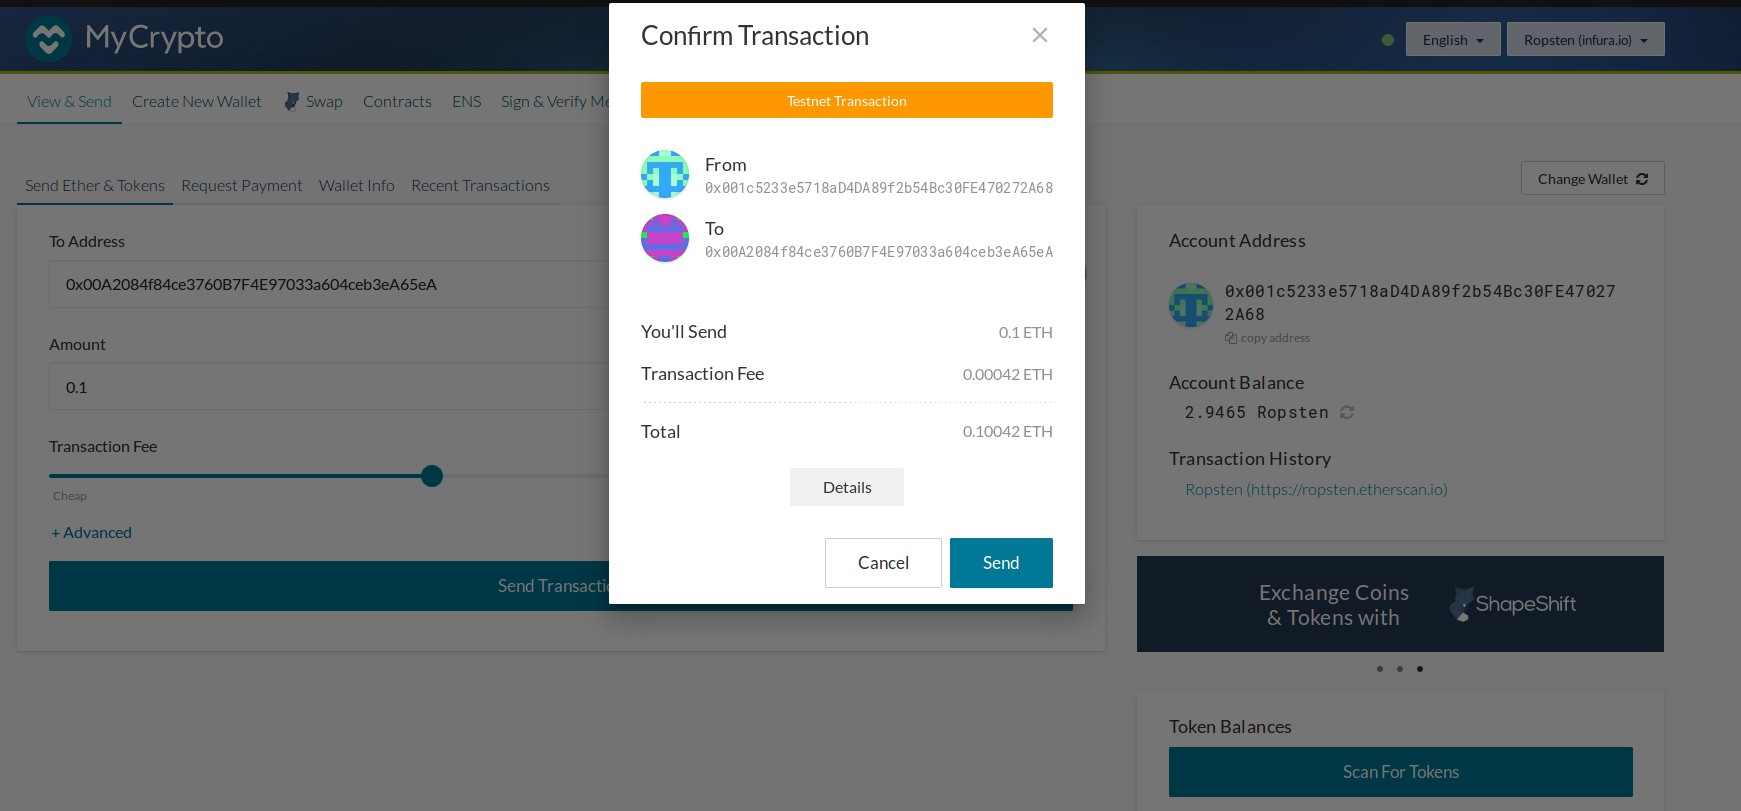 MyCrypto
English
Ropsten (infura.io)
View & Send
Create New Wallet
Swap
Contracts
ENS
Sign & Verify Me
Send Ether & Tokens
Request Payment
Wallet Info
Recent Transactions
Change Wallet
To Address
0x00A2084f84ce3760B7F4E97033a604ceb3eA65eA
Amount
0.1
Transaction Fee
Cheap
+ Advanced
Send Transactio
Confirm Transaction
Testnet Transaction
From
0x001c5233e5718aD4DA89f2b54Bc30FE470272A68
To
0x00A2084f84ce3760B7F4E97033a604ceb3eA65eA
You'll Send 0.1 ETH
Transaction Fee 0.00042 ETH
Total 0.10042 ETH
Details
Cancel
Send
Account Address
0x001c5233e5718aD4DA89f2b54Bc30FE47027
2A68
copy address
Account Balance
2.9465 Ropsten
Transaction History
Ropsten (https://ropsten.etherscan.io)
Exchange Coins
& Tokens with
ShapeShift
Token Balances
Scan For Tokens